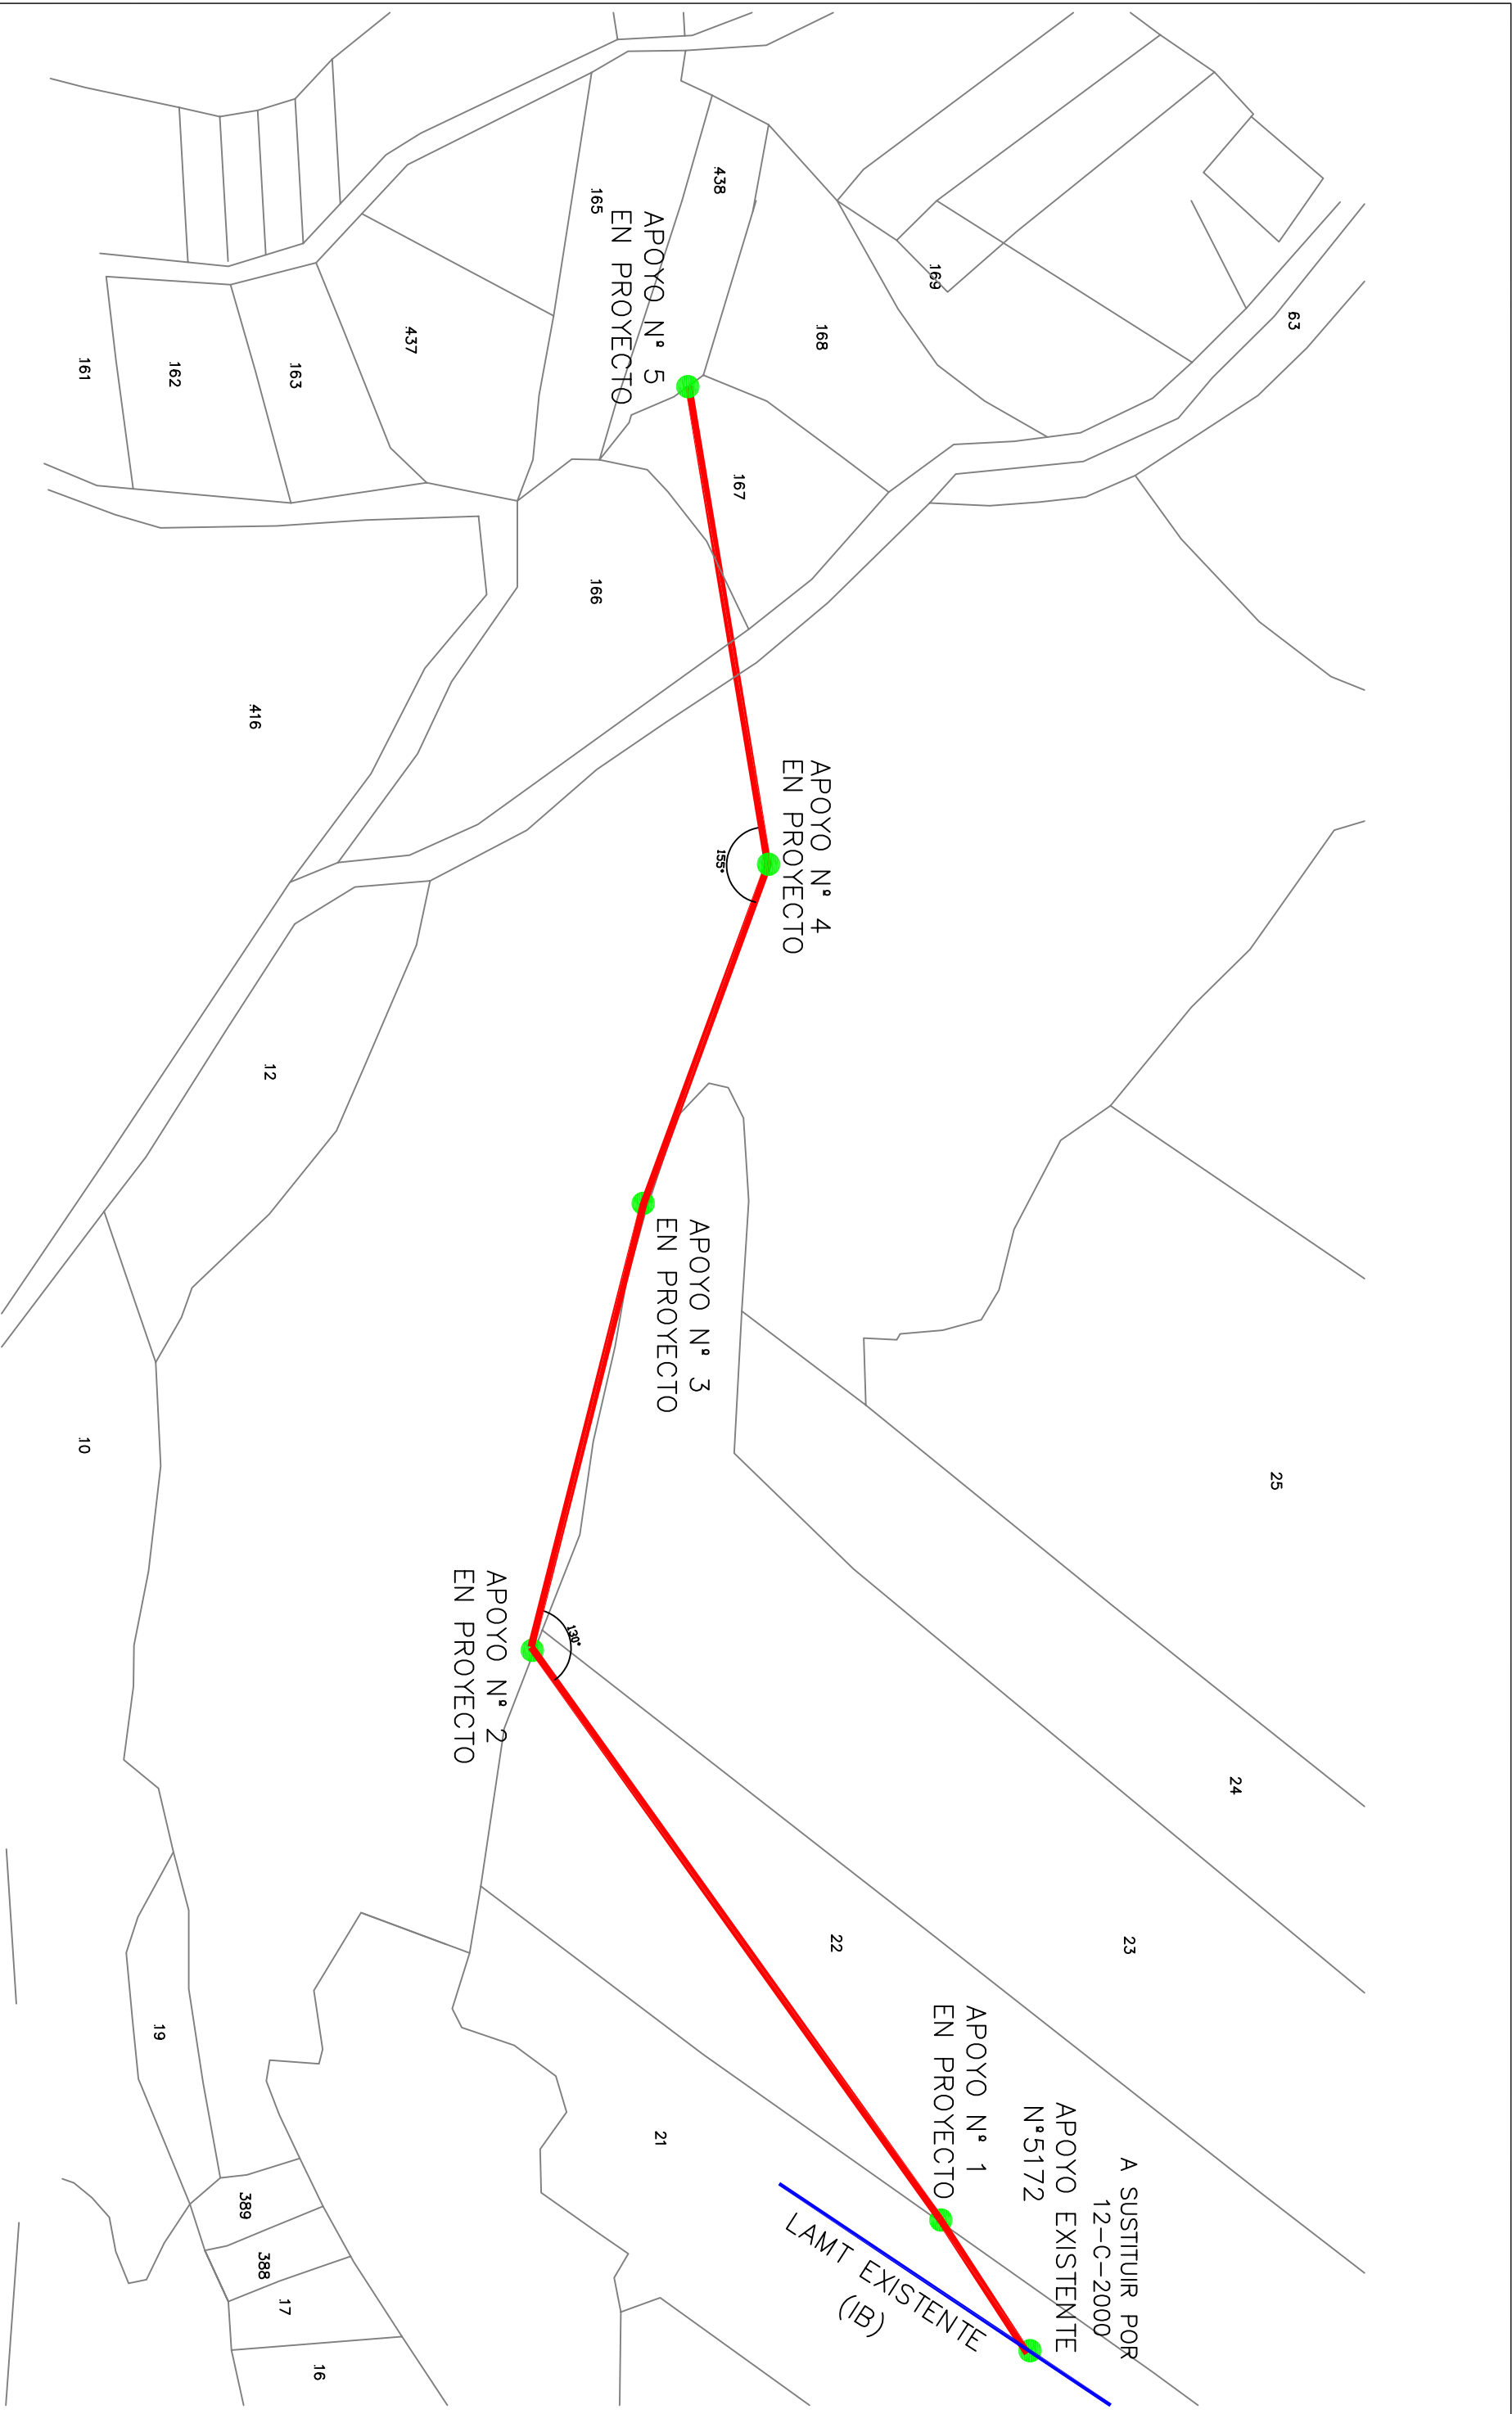 63
169
168
438
165
APOYO Nº 5
EN PROYECTO
437
163
162
161
167
166
416
APOYO Nº 4
EN PROYECTO
155°
12
APOYO Nº 3
EN PROYECTO
10
25
130°
APOYO Nº 2
EN PROYECTO
24
23
22
A SUSTITUIR POR
12-C-2000
APOYO EXISTENTE
Nº5172
APOYO Nº 1
EN PROYECTO
21
19
LAMT EXISTENTE
(IB)
389
388
17
16